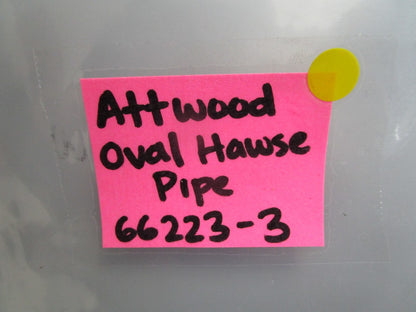 Attwood
Oval Hawse
Pipe
66223-3